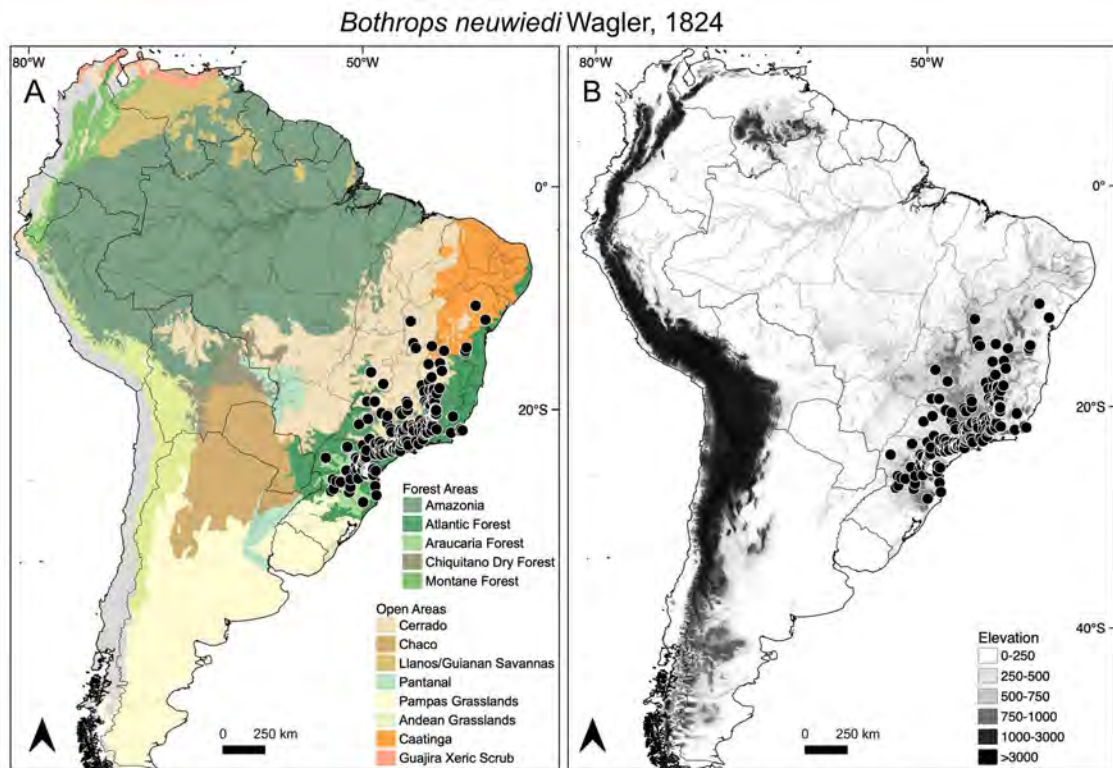 Bothrops neuwiedi Wagler, 1824
80°W
50°W
80°W
50°W
A
B
0°
0°
20°S
20°S
Forest Areas
Amazonia
Atlantic Forest
Araucaria Forest
Chiquitano Dry Forest
Montane Forest
Open Areas
Cerrado
Chaco
Llanos/Guianan Savannas
Pantanal
Pampas Grasslands
Andean Grasslands
Caatinga
Guajira Xeric Scrub
0 250 km
40°S
Elevation
0-250
250-500
500-750
750-1000
1000-3000
>3000
0 250 km